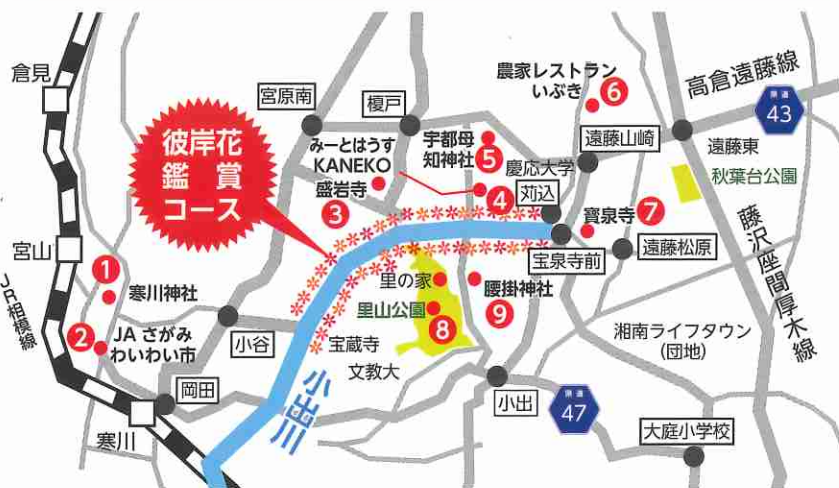 倉見
宮山
JR相模線
寒川
彼岸花
鑑賞
コース
宮原南
榎戸
みーとはうす
KANEKO
盛岩寺
3
宇都母
知神社
5
4
農家レストラン
いぶき
6
慶応大学
苅込
遠藤山崎
高倉遠藤線
県道
43
遠藤東
秋葉台公園
寳泉寺
7
宝泉寺前
遠藤松原
藤沢座間厚木線
1
寒川神社
2
JAさがみ
わいわい市
小谷
岡田
里の家
里山公園
8
腰掛神社
9
宝蔵寺
文教大
小出川
小出
県道
47
湘南ライフタウン
(団地)
大庭小学校